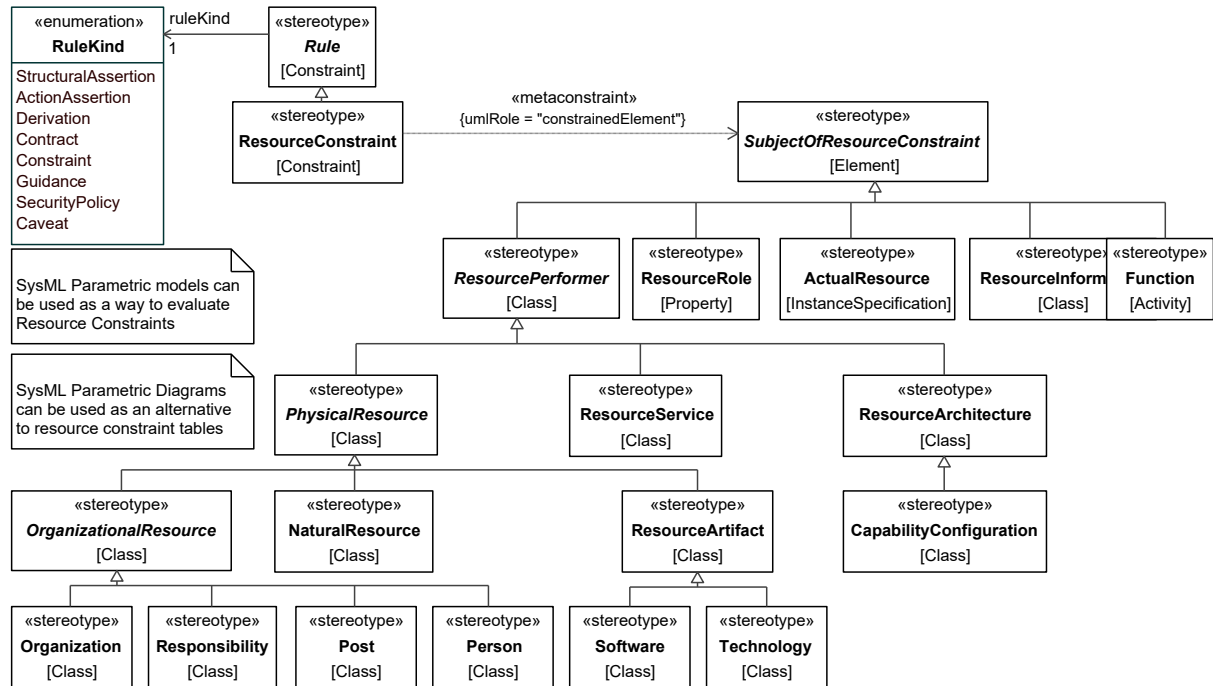 «enumeration»
RuleKind
StructuralAssertion
ActionAssertion
Derivation
Contract
Constraint
Guidance
SecurityPolicy
Caveat
ruleKind
1
«stereotype»
Rule
[Constraint]
«stereotype»
ResourceConstraint
[Constraint]
«metaconstraint»
{umlRole = "constrainedElement"}
«stereotype»
SubjectOfResourceConstraint
[Element]
SysML Parametric models can
be used as a way to evaluate
Resource Constraints
SysML Parametric Diagrams
can be used as an alternative
to resource constraint tables
«stereotype»
ResourcePerformer
[Class]
«stereotype»
ResourceRole
[Property]
«stereotype»
ActualResource
[InstanceSpecification]
«stereotype
ResourceInform
[Class]
«stereotype»
Function
[Activity]
«stereotype»
PhysicalResource
[Class]
«stereotype»
ResourceService
[Class]
«stereotype»
ResourceArchitecture
[Class]
«stereotype»
OrganizationalResource
[Class]
«stereotype»
NaturalResource
[Class]
«stereotype»
ResourceArtifact
[Class]
«stereotype»
CapabilityConfiguration
[Class]
«stereotype»
Organization
[Class]
«stereotype»
Responsibility
[Class]
«stereotype»
Post
[Class]
«stereotype»
Person
[Class]
«stereotype»
Software
[Class]
«stereotype»
Technology
[Class]